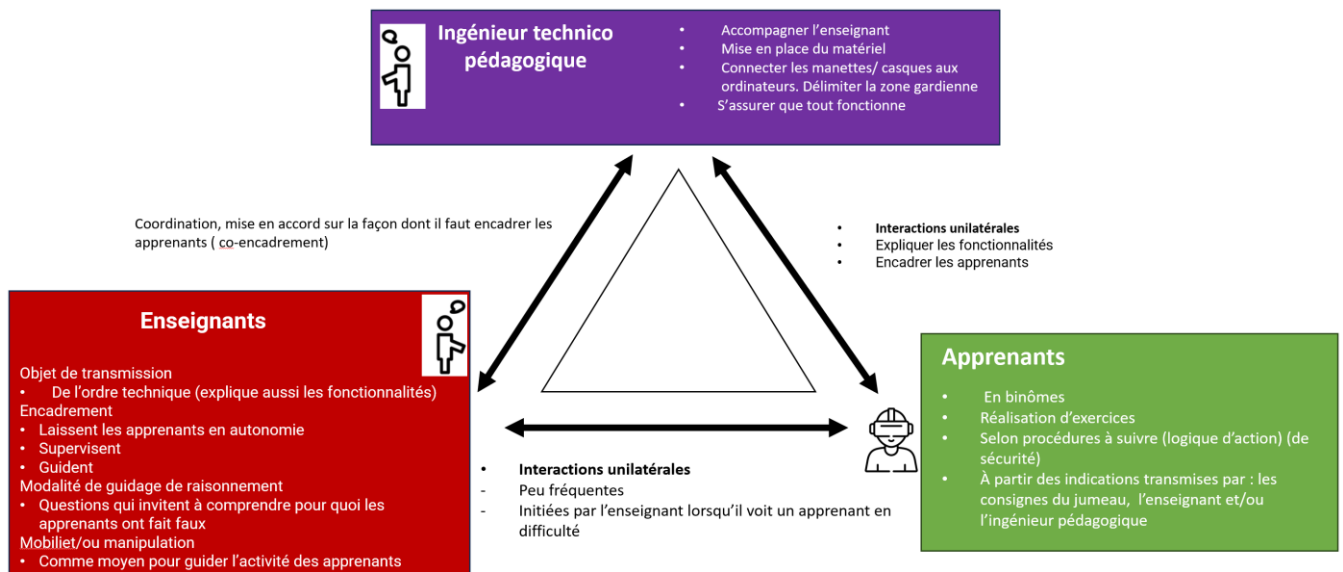 Ingénieur technico
pédagogique
• Accompagner l'enseignant
• Mise en place du matériel
• Connecter les manettes/ casques aux
ordinateurs. Délimiter la zone gardienne
• S'assurer que tout fonctionne
Coordination, mise en accord sur la façon dont il faut encadrer les
apprenants ( co-encadrement)
• Interactions unilatérales
• Expliquer les fonctionnalités
• Encadrer les apprenants
Enseignants
Objet de transmission
• De l'ordre technique (explique aussi les fonctionnalités)
Encadrement
• Laissent les apprenants en autonomie
• Supervisent
• Guident
Modalité de guidage de raisonnement
• Questions qui invitent à comprendre pour quoi les
apprenants ont fait faux
Mobiliet/ou manipulation
• Comme moyen pour guider l'activité des apprenants
• Interactions unilatérales
- Peu fréquentes
- Initiées par l'enseignant lorsqu'il voit un apprenant en
difficulté
Apprenants
• En binômes
• Réalisation d'exercices
• Selon procédures à suivre (logique d'action) (de
sécurité)
• À partir des indications transmises par : les
consignes du jumeau, l'enseignant et/ou
l'ingénieur pédagogique